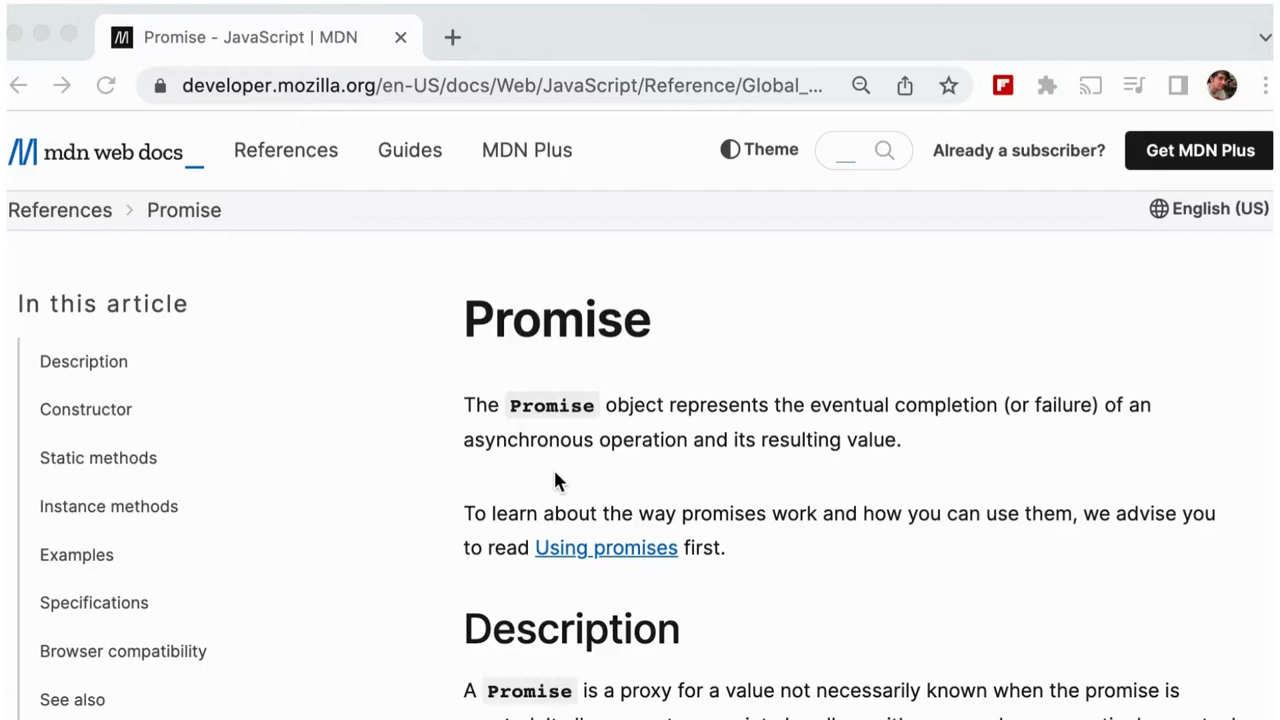 Promise - JavaScript | MDN
developer.mozilla.org/en-US/docs/Web/JavaScript/Reference/Global_...
mdn web docs_ References Guides MDN Plus Theme Already a subscriber? Get MDN Plus
References > Promise English (US)
In this article
Description
Constructor
Static methods
Instance methods
Examples
Specifications
Browser compatibility
See also
Promise
The Promise object represents the eventual completion (or failure) of an
asynchronous operation and its resulting value.
To learn about the way promises work and how you can use them, we advise you
to read Using promises first.
Description
A Promise is a proxy for a value not necessarily known when the promise is